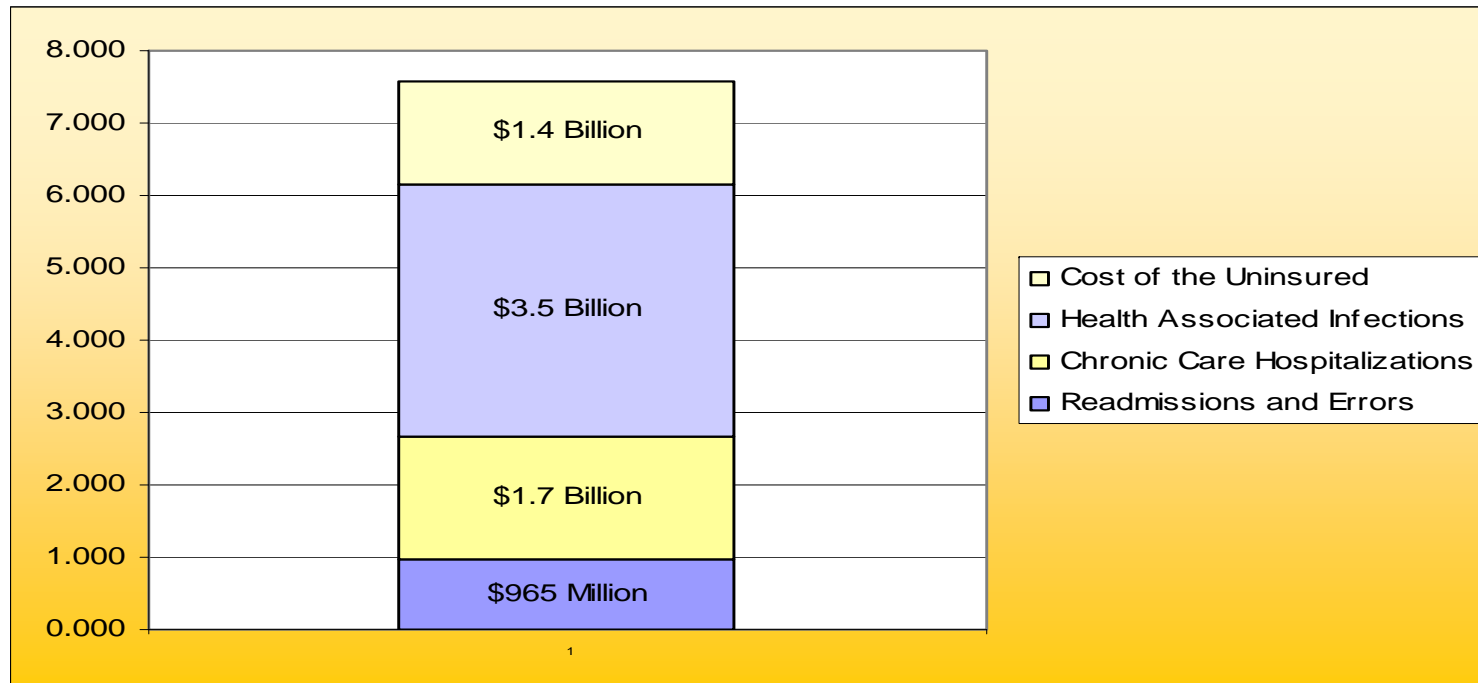 8.000
7.000
6.000
5.000
4.000
3.000
2.000
1.000
0.000
$1.4 Billion
$3.5 Billion
$1.7 Billion
$965 Million
1
Cost of the Uninsured
Health Associated Infections
Chronic Care Hospitalizations
Readmissions and Errors